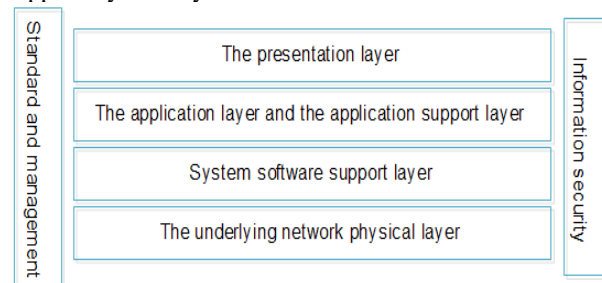 Standard and management
The presentation layer
The application layer and the application support layer
System software support layer
The underlying network physical layer
Information security